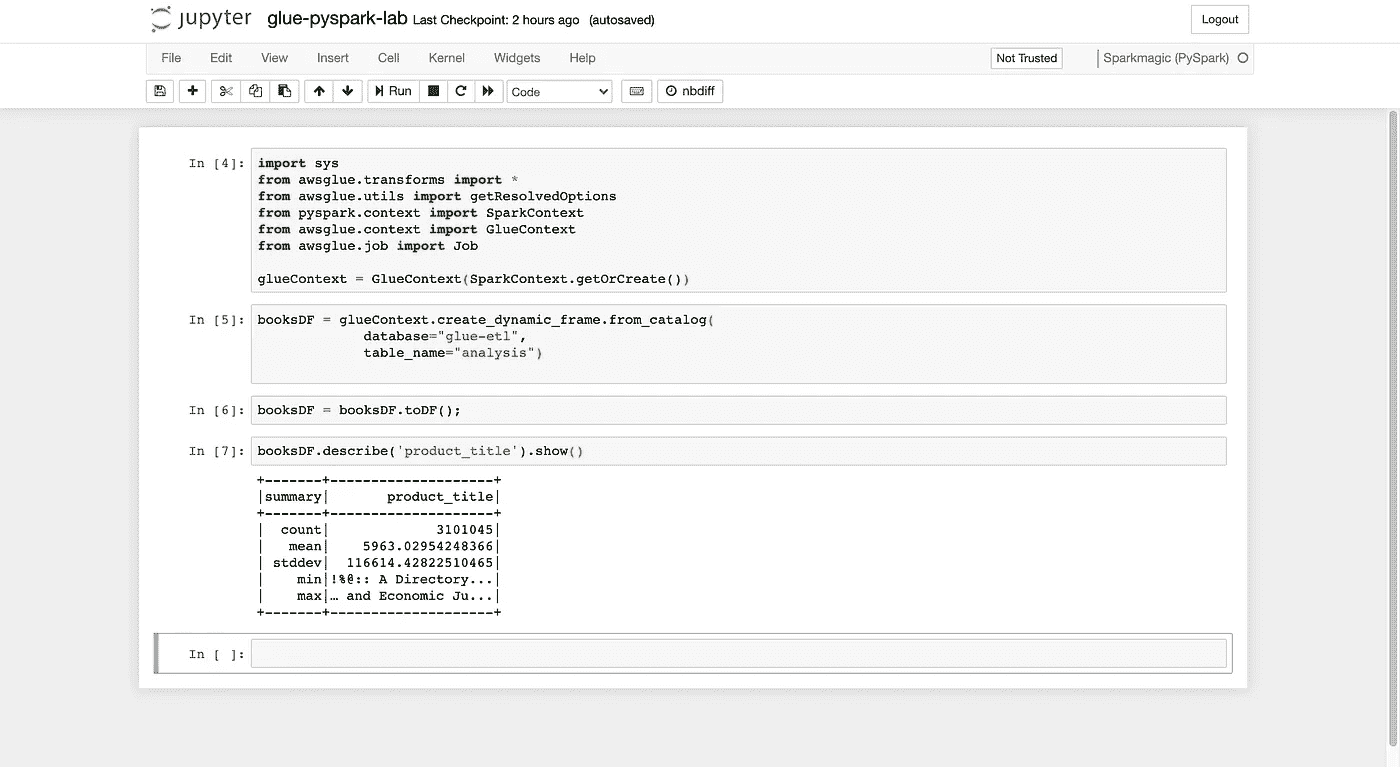 jupyter glue-pyspark-lab Last Checkpoint: 2 hours ago (autosaved) Logout
File Edit View Insert Cell Kernel Widgets Help Not Trusted Sparkmagic (PySpark)
Run Code nbdiff
In [4]: import sys
from awsglue.transforms import *
from awsglue.utils import getResolvedOptions
from pyspark.context import SparkContext
from awsglue.context import GlueContext
from awsglue.job import Job
glueContext = GlueContext(SparkContext.getOrCreate())
In [5]: booksDF = glueContext.create_dynamic_frame.from_catalog(
database="glue-etl",
table_name="analysis")
In [6]: booksDF = booksDF.toDF();
In [7]: booksDF.describe('product_title').show()
+-------+--------------------+
|summary|       product_title|
+-------+--------------------+
|  count|             3101045|
|   mean|    5963.02954248366|
| stddev|  116614.42822510465|
|    min|!%@:: A Directory...|
|    max|… and Economic Ju...|
+-------+--------------------+
In [ ]: